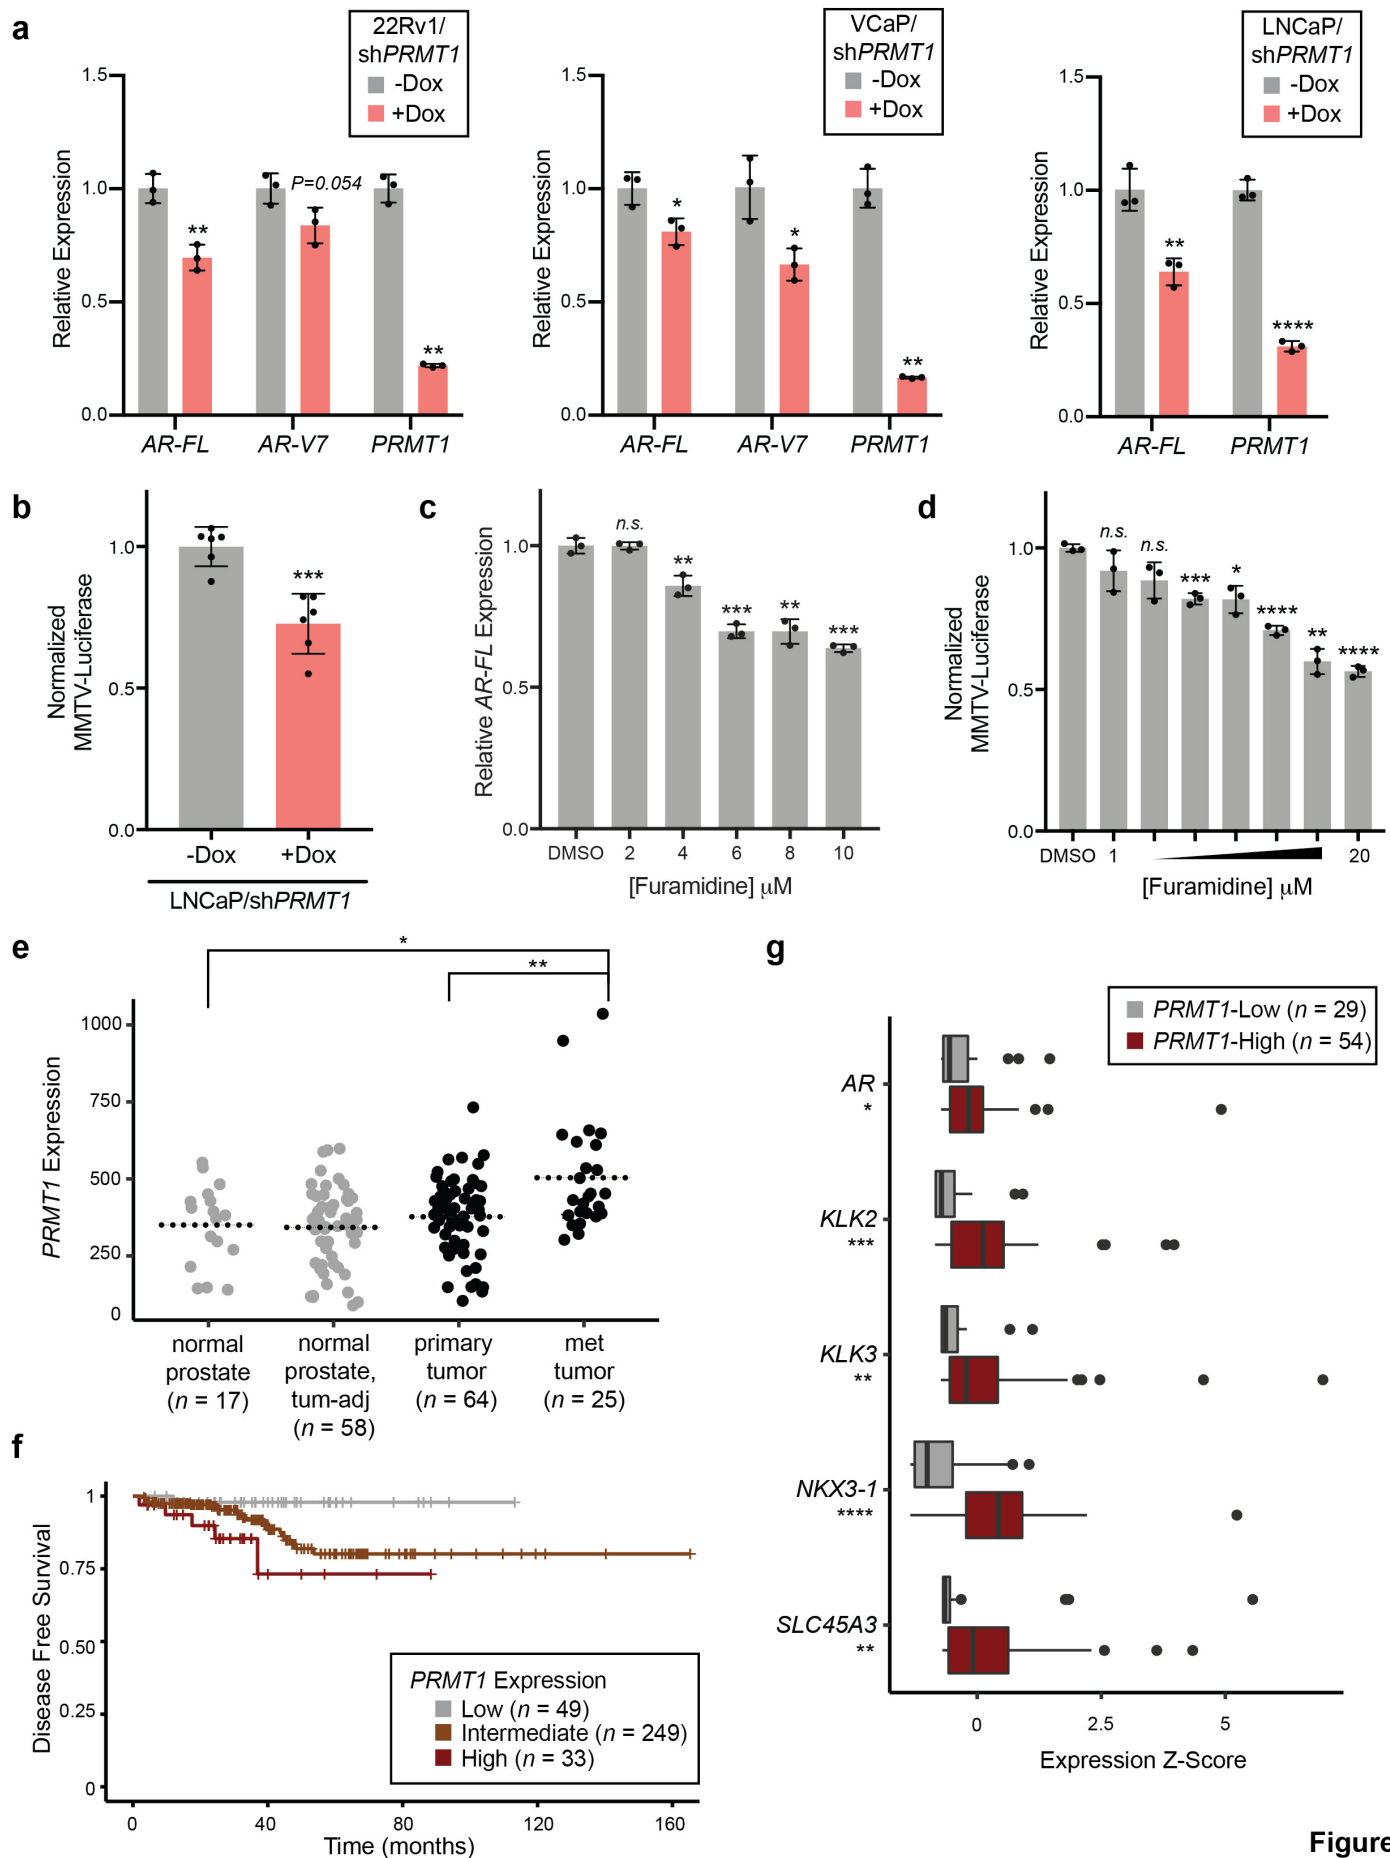 a
22Rv1/
shPRMT1
-Dox
+Dox
Relative Expression
1.5
1.0
0.5
0.0
**
P=0.054
**
AR-FL AR-V7 PRMT1
VCaP/
shPRMT1
-Dox
+Dox
Relative Expression
1.5
1.0
0.5
0.0
*
*
**
AR-FL AR-V7 PRMT1
LNCaP/
shPRMT1
-Dox
+Dox
Relative Expression
1.5
1.0
0.5
0.0
**
****
AR-FL PRMT1
b
Normalized
MMTV-Luciferase
1.0
0.5
0.0
***
-Dox +Dox
LNCaP/shPRMT1
c
Relative AR-FL Expression
1.0
0.5
0.0
n.s.
**
***
**
***
DMSO 2 4 6 8 10
[Furamidine] μM
d
Normalized
MMTV-Luciferase
1.0
0.5
0.0
n.s.
n.s.
***
*
****
**
****
DMSO 1 20
[Furamidine] μM
e
*
**
PRMT1 Expression
1000
750
500
250
0
normal
prostate
(n = 17)
normal
prostate,
tum-adj
(n = 58)
primary
tumor
(n = 64)
met
tumor
(n = 25)
f
Disease Free Survival
1
0.75
0.50
0.25
0
PRMT1 Expression
Low (n = 49)
Intermediate (n = 249)
High (n = 33)
0 40 80 120 160
Time (months)
g
PRMT1-Low (n = 29)
PRMT1-High (n = 54)
AR
*
KLK2
***
KLK3
**
NKX3-1
****
SLC45A3
**
0 2.5 5
Expression Z-Score
Figure